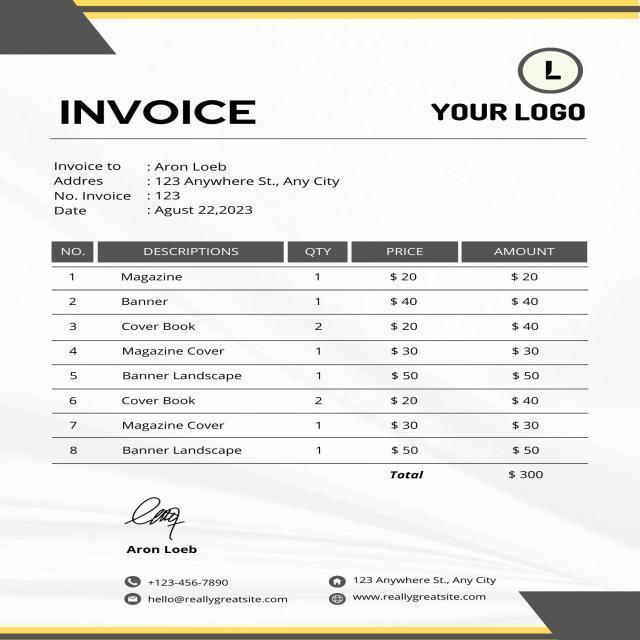 L
INVOICE YOUR LOGO
Invoice to : Aron Loeb
Addres : 123 Anywhere St., Any City
No. Invoice : 123
Date : Agust 22,2023
NO. DESCRIPTIONS QTY PRICE AMOUNT
1 Magazine 1 $ 20 $ 20
2 Banner 1 $ 40 $ 40
3 Cover Book 2 $ 20 $ 40
4 Magazine Cover 1 $ 30 $ 30
5 Banner Landscape 1 $ 50 $ 50
6 Cover Book 2 $ 20 $ 40
7 Magazine Cover 1 $ 30 $ 30
8 Banner Landscape 1 $ 50 $ 50
Total $ 300
Aron Loeb
+123-456-7890 123 Anywhere St., Any City
hello@reallygreatsite.com www.reallygreatsite.com